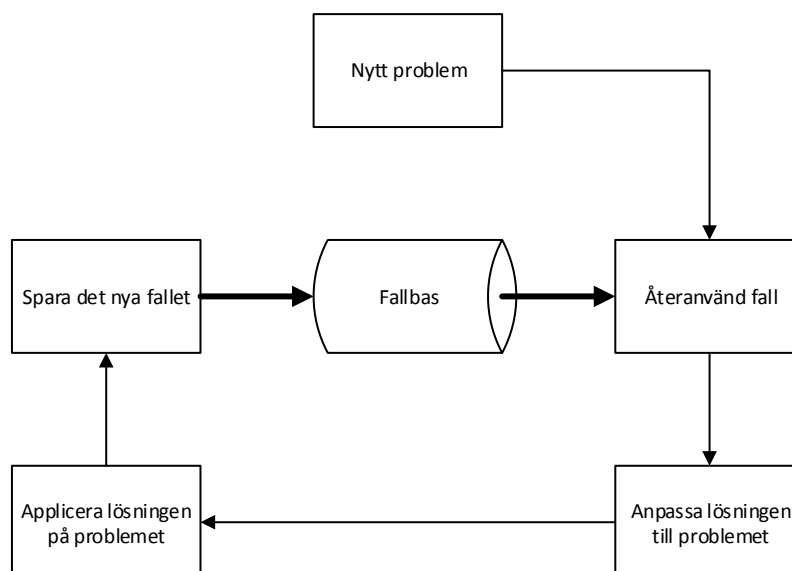 Nytt problem
Spara det nya fallet
Fallbas
Återanvänd fall
Applicera lösningen
på problemet
Anpassa lösningen
till problemet